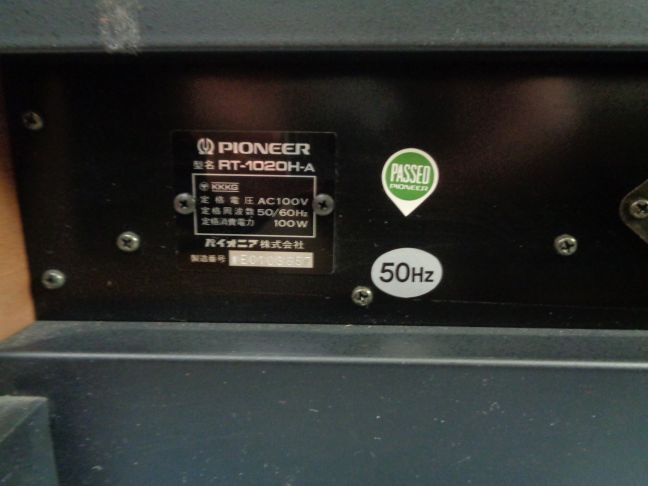 PIONEER
型名 RT-1020H-A
KKKG
定格電圧 AC100V
定格周波数 50/60Hz
定格消費電力 100W
パイオニア株式会社
製造番号
PASSED
PIONEER
50Hz